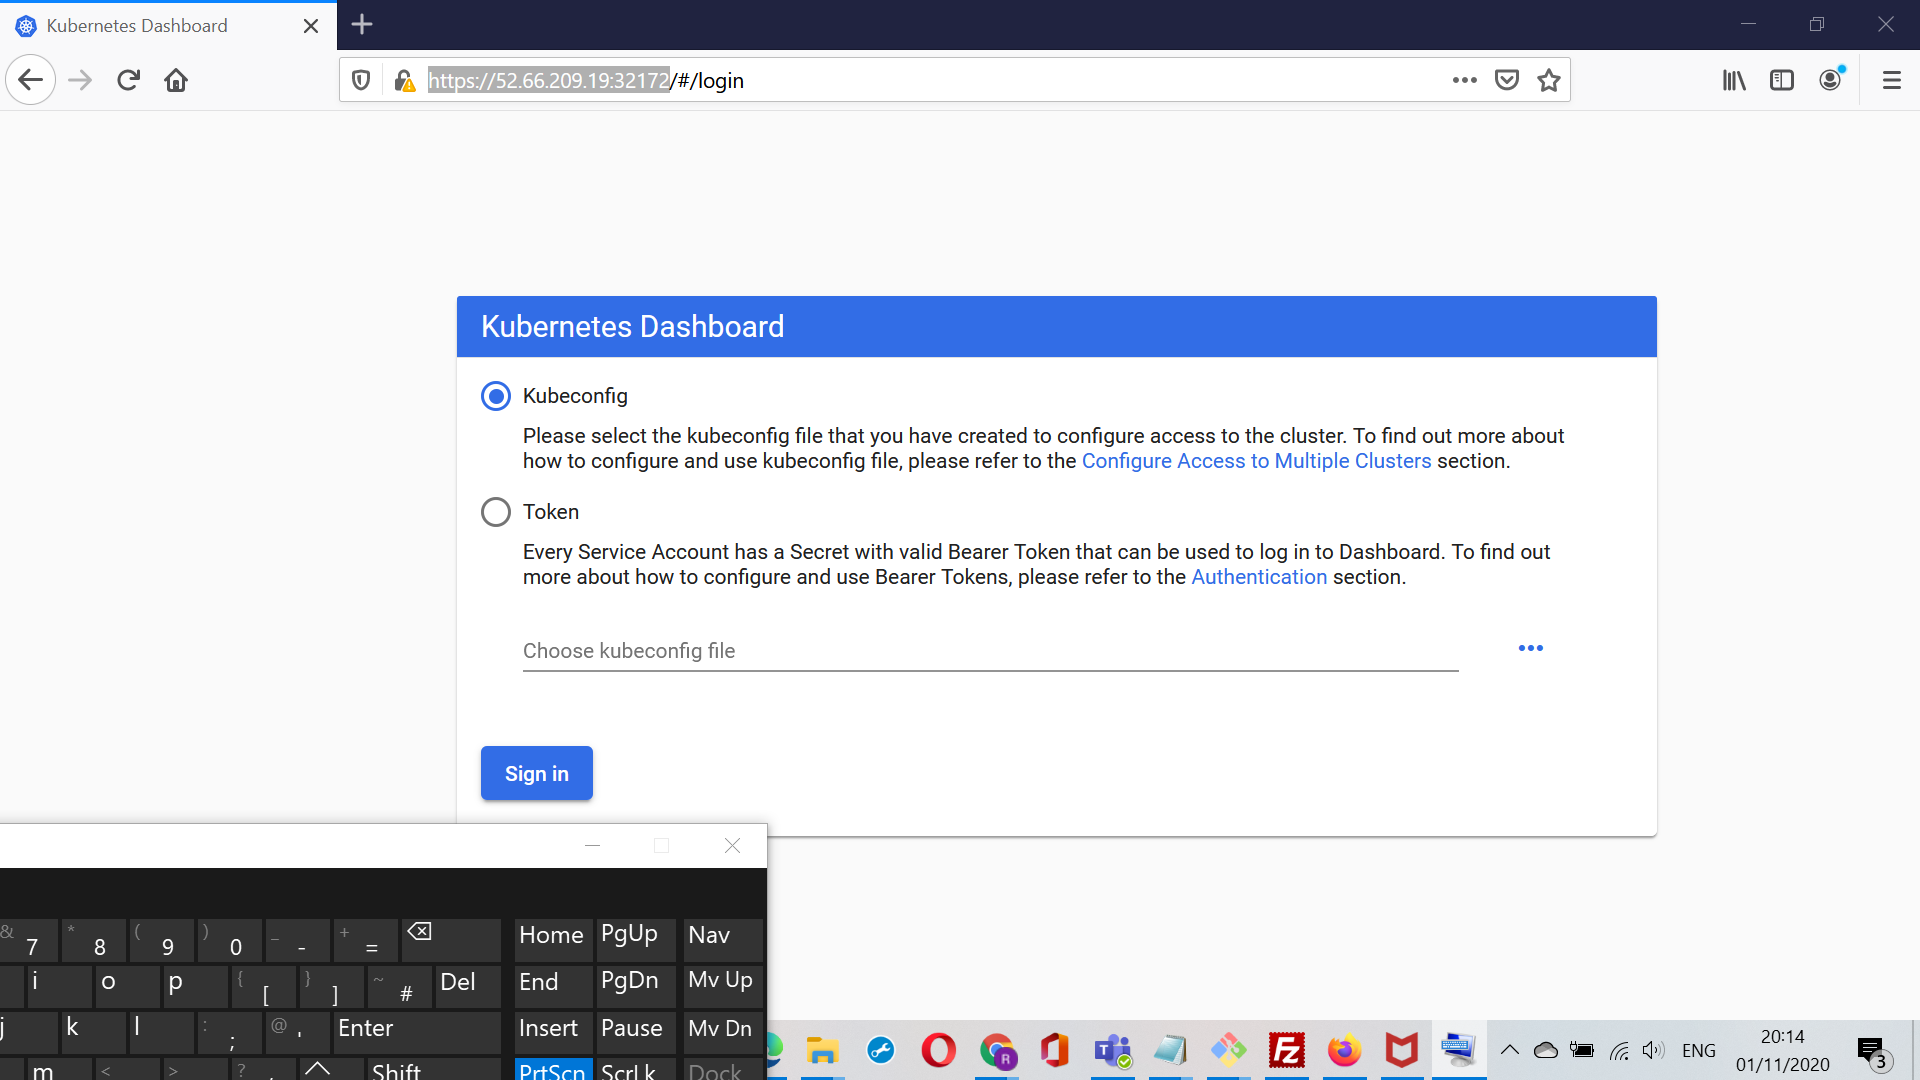 Kubernetes Dashboard
https://52.66.209.19:32172/#/login
Kubernetes Dashboard
Kubeconfig
Please select the kubeconfig file that you have created to configure access to the cluster. To find out more about
how to configure and use kubeconfig file, please refer to the Configure Access to Multiple Clusters section.
Token
Every Service Account has a Secret with valid Bearer Token that can be used to log in to Dashboard. To find out
more about how to configure and use Bearer Tokens, please refer to the Authentication section.
Choose kubeconfig file
Sign in
& 7 * 8 ( 9 ) 0 _ - + = Home PgUp Nav
i o p { [ } ] ~ # Del End PgDn Mv Up
j k l : ; @ ' Enter Insert Pause Mv Dn
m < , > ? Shift PrtScn ScrLk Dock
R
T
Fz
ENG
20:14
01/11/2020
3